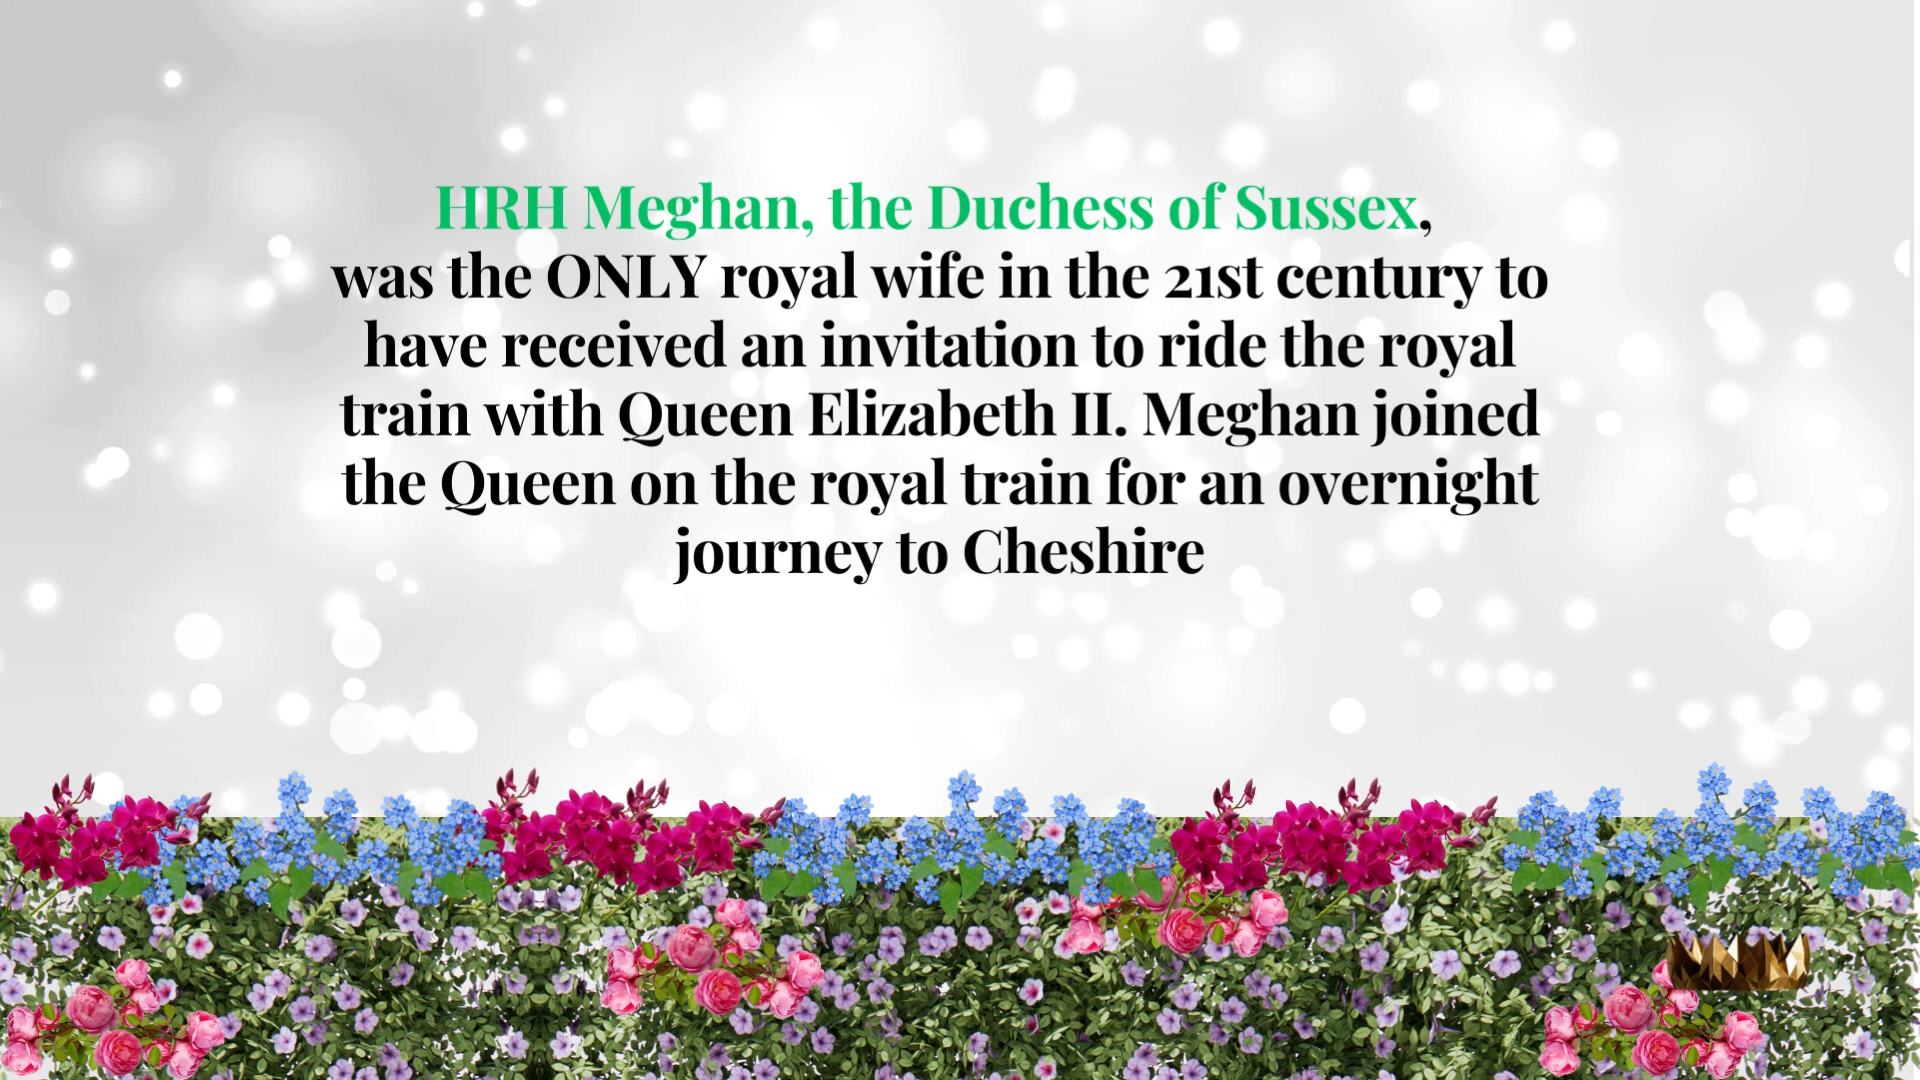 HRH Meghan, the Duchess of Sussex,
was the ONLY royal wife in the 21st century to
have received an invitation to ride the royal
train with Queen Elizabeth II. Meghan joined
the Queen on the royal train for an overnight
journey to Cheshire